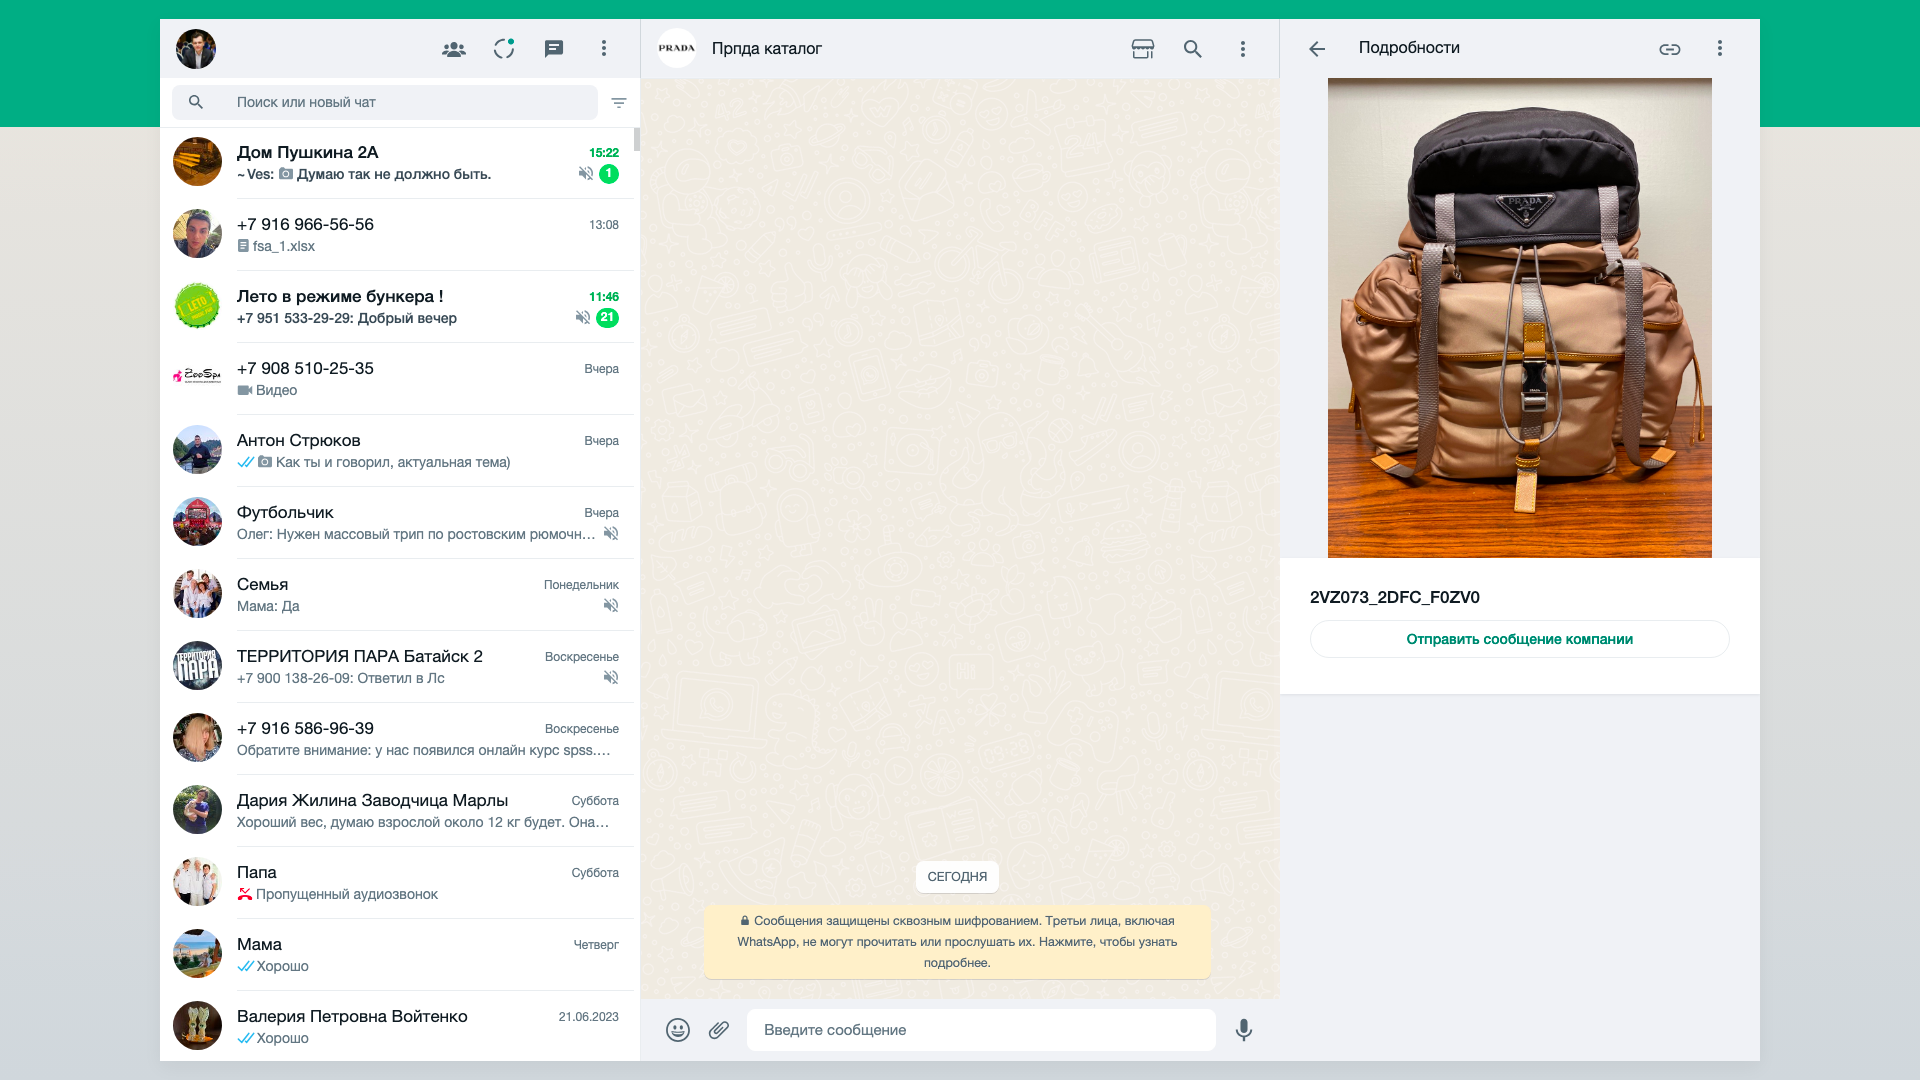 Поиск или новый чат
Дом Пушкина 2А
15:22
~ Ves: Думаю так не должно быть.
1
+7 916 966-56-56
13:08
fsa_1.xlsx
LETO
Лето в режиме бункера !
11:46
+7 951 533-29-29: Добрый вечер
21
ZooSpa
+7 908 510-25-35
Вчера
Видео
Антон Стрюков
Вчера
Как ты и говорил, актуальная тема)
Футбольчик
Вчера
Олег: Нужен массовый трип по ростовским рюмочн...
Семья
Понедельник
Мама: Да
ТЕРРИТОРИЯ
ПАРА
ТЕРРИТОРИЯ ПАРА Батайск 2
Воскресенье
+7 900 138-26-09: Ответил в Лс
+7 916 586-96-39
Воскресенье
Обратите внимание: у нас появился онлайн курс spss....
Дария Жилина Заводчица Марлы
Суббота
Хороший вес, думаю взрослой около 12 кг будет. Она...
Папа
Суббота
Пропущенный аудиозвонок
Мама
Четверг
Хорошо
Валерия Петровна Войтенко
21.06.2023
Хорошо
PRADA
Прпда каталог
СЕГОДНЯ
Сообщения защищены сквозным шифрованием. Третьи лица, включая
WhatsApp, не могут прочитать или прослушать их. Нажмите, чтобы узнать
подробнее.
Введите сообщение
Подробности
PRADA
2VZ073_2DFC_F0ZV0
Отправить сообщение компании